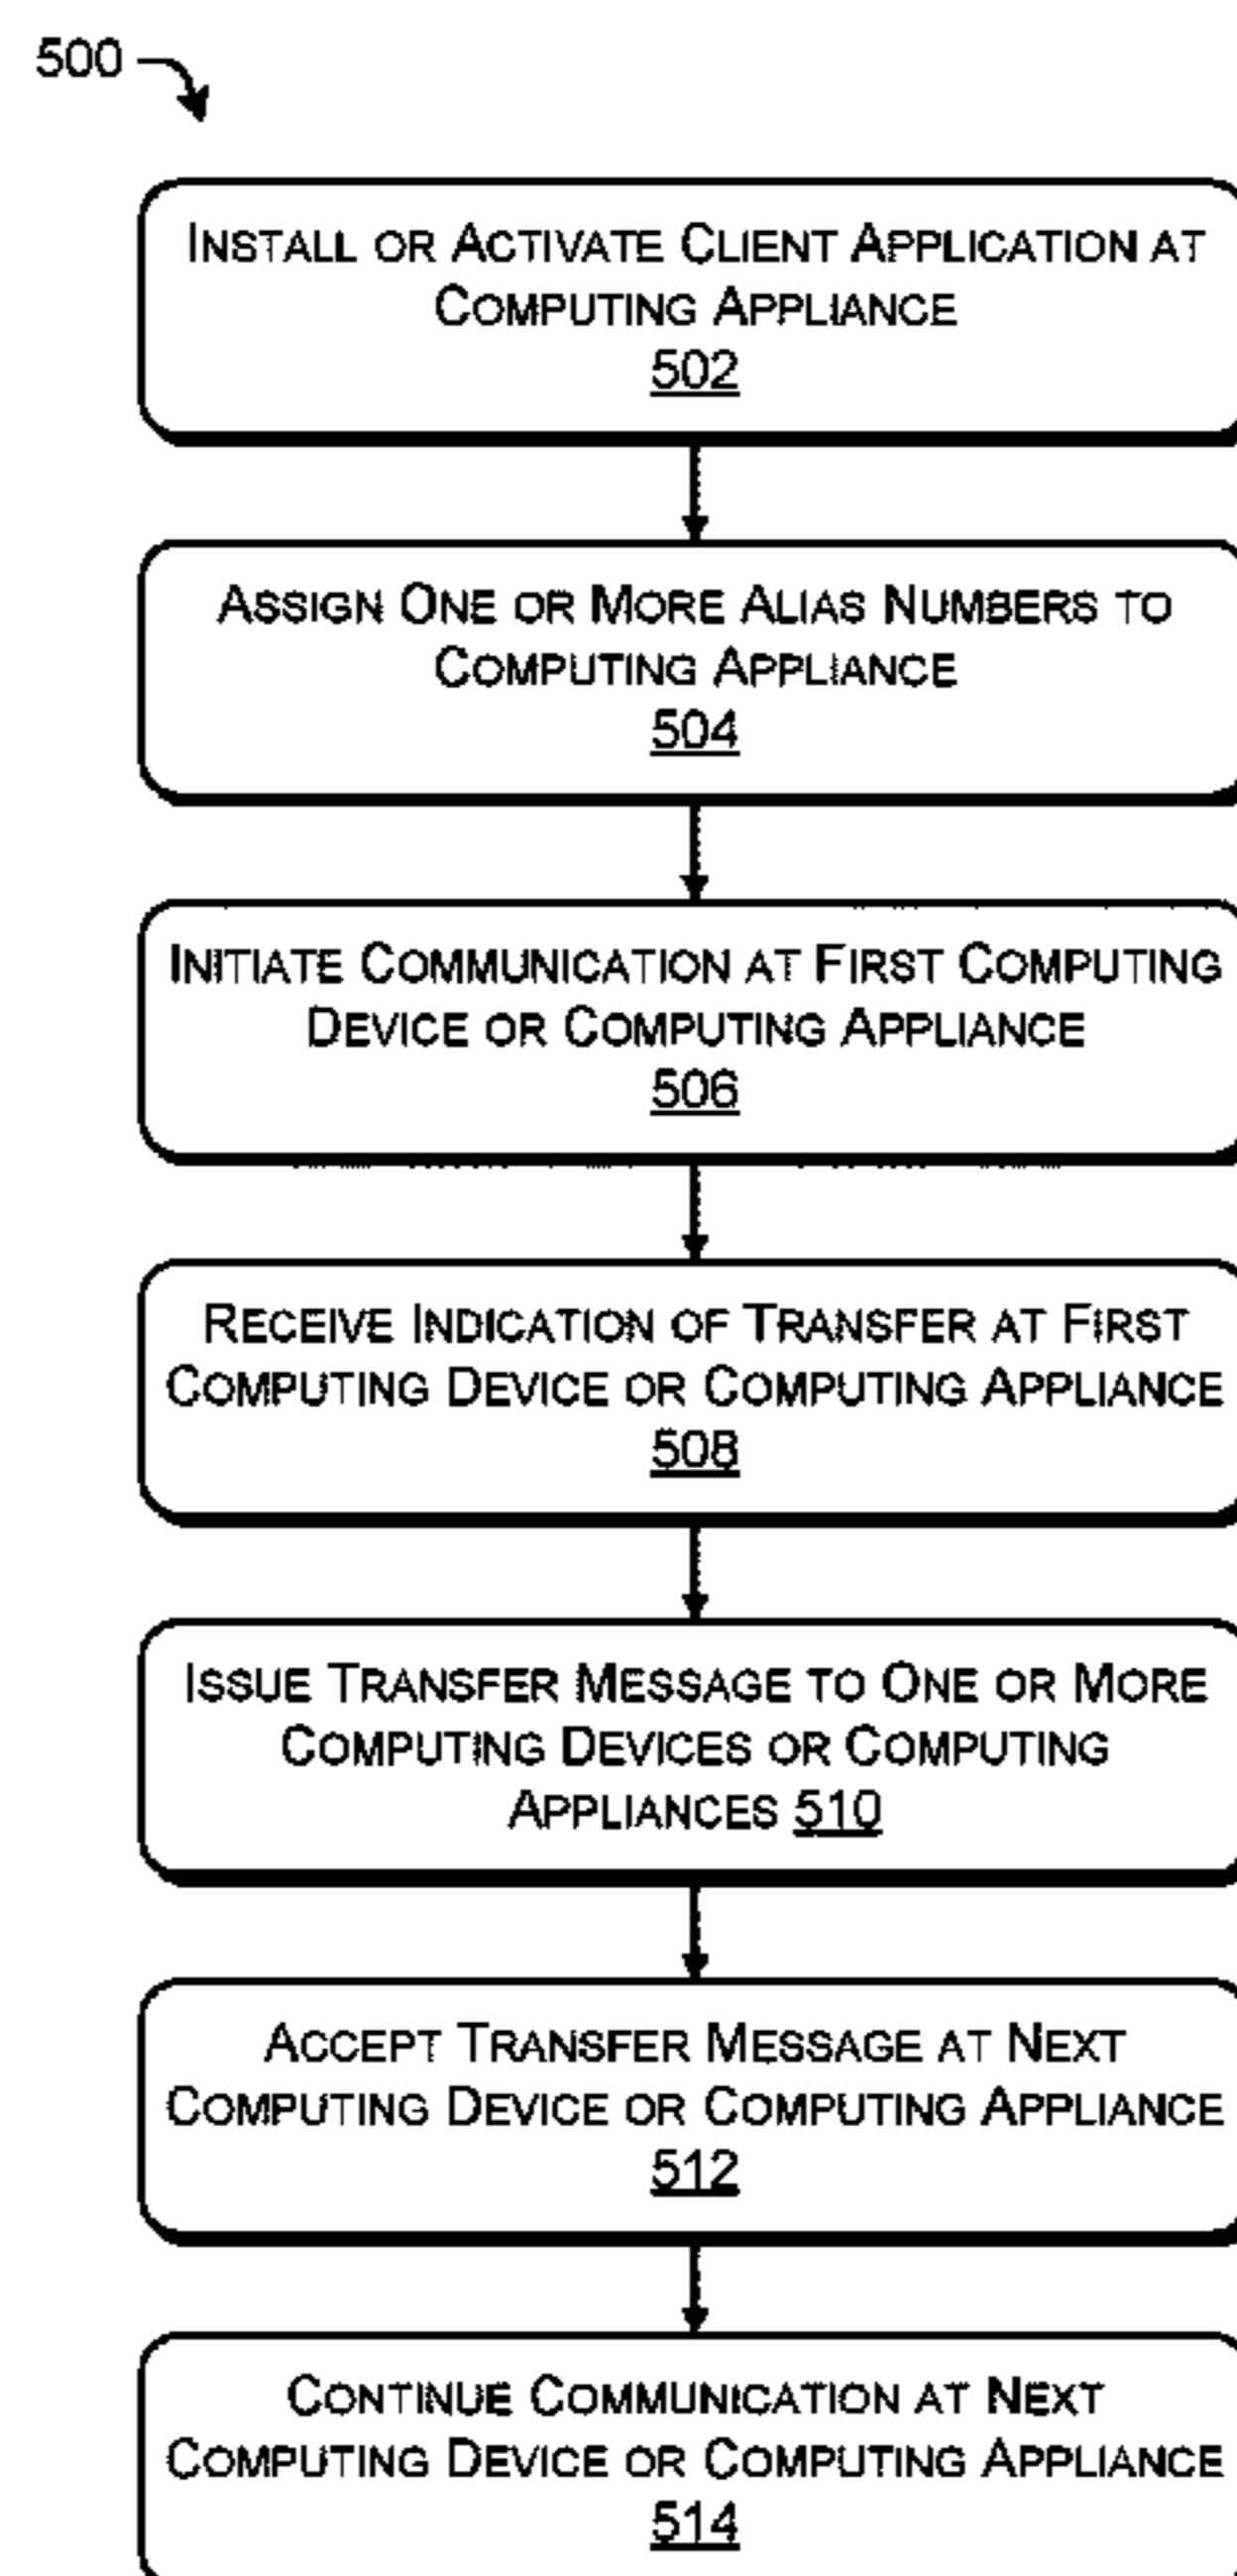 500
INSTALL OR ACTIVATE CLIENT APPLICATION AT
COMPUTING APPLIANCE
502
ASSIGN ONE OR MORE ALIAS NUMBERS TO
COMPUTING APPLIANCE
504
INITIATE COMMUNICATION AT FIRST COMPUTING
DEVICE OR COMPUTING APPLIANCE
506
RECEIVE INDICATION OF TRANSFER AT FIRST
COMPUTING DEVICE OR COMPUTING APPLIANCE
508
ISSUE TRANSFER MESSAGE TO ONE OR MORE
COMPUTING DEVICES OR COMPUTING
APPLIANCES 510
ACCEPT TRANSFER MESSAGE AT NEXT
COMPUTING DEVICE OR COMPUTING APPLIANCE
512
CONTINUE COMMUNICATION AT NEXT
COMPUTING DEVICE OR COMPUTING APPLIANCE
514